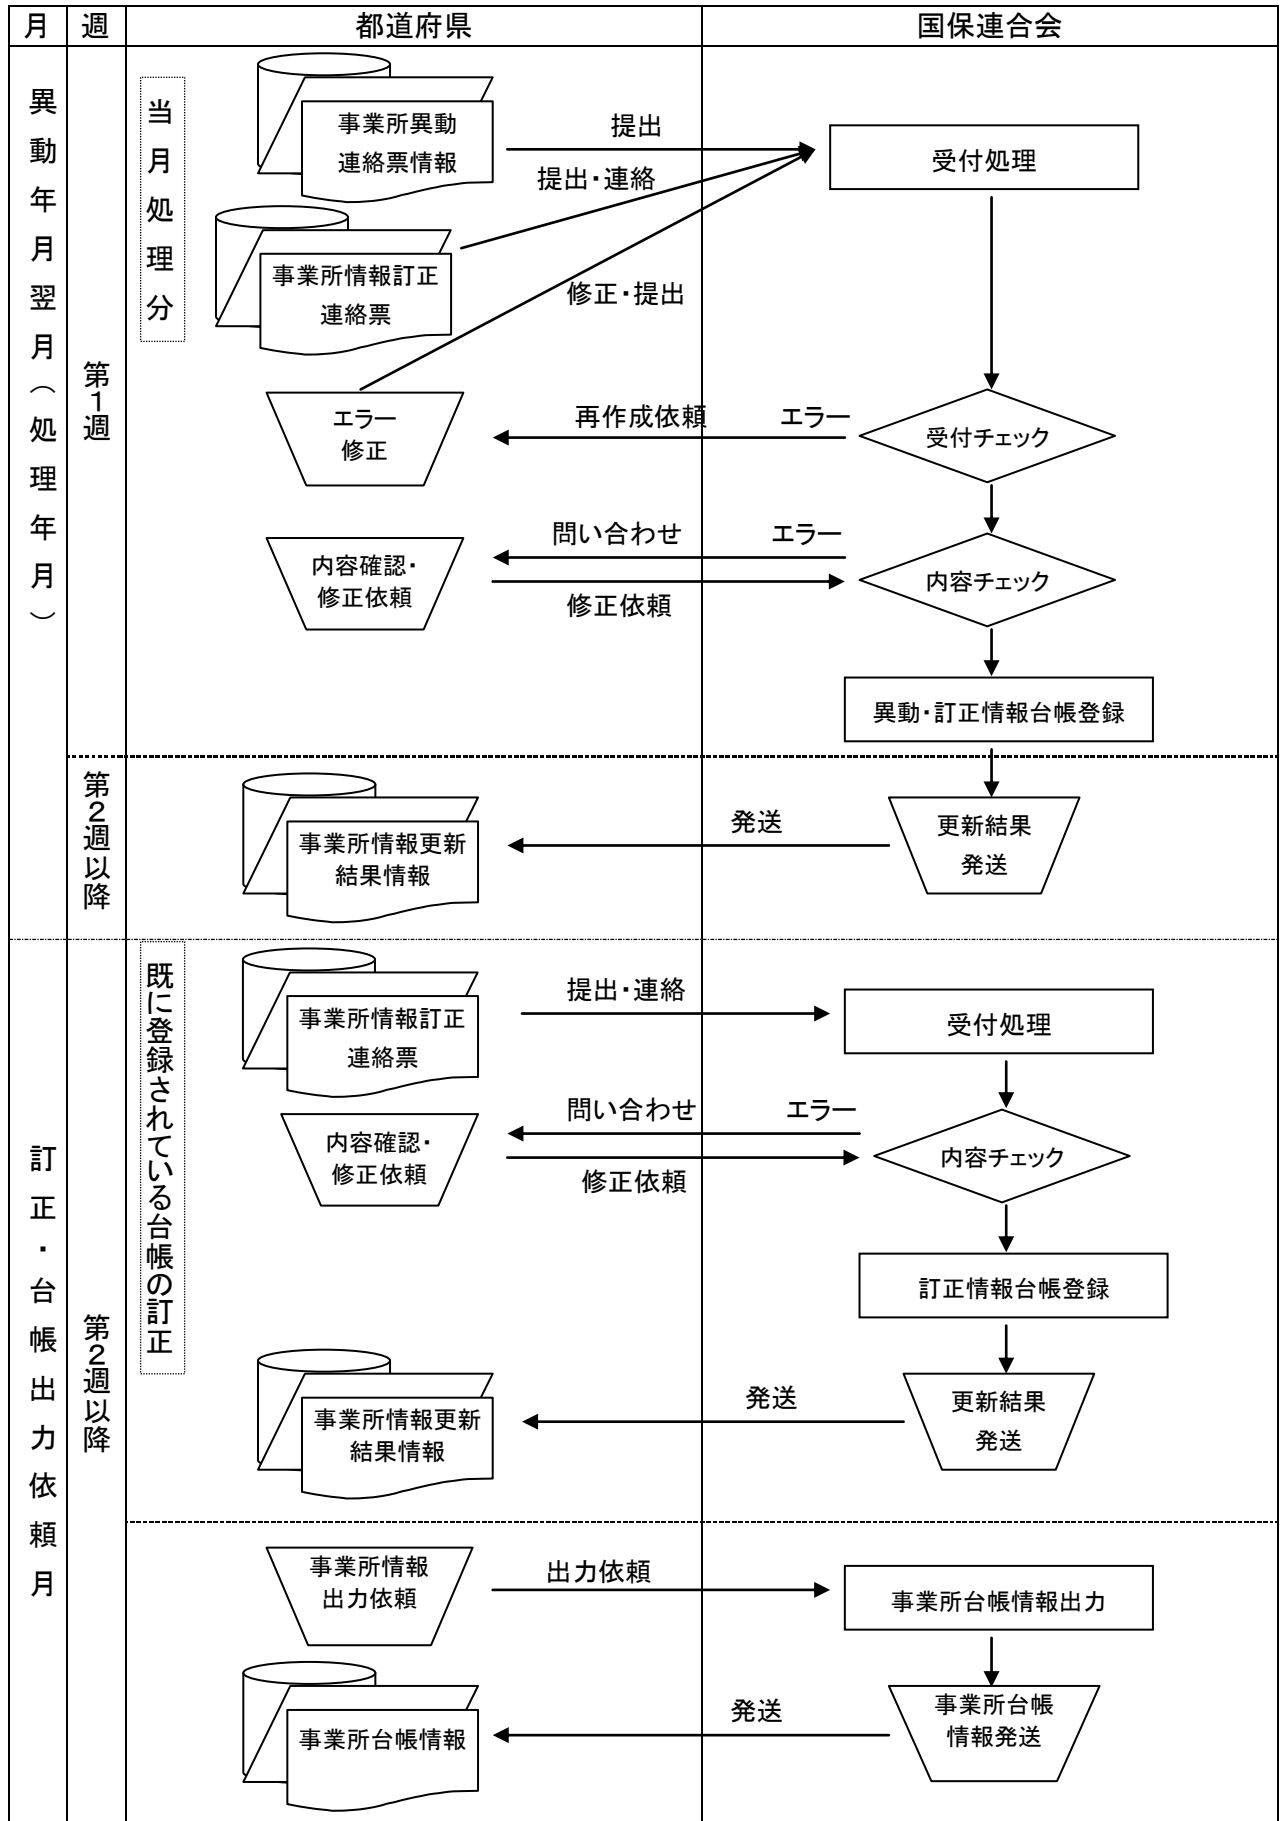 月
週
都道府県
国保連合会
異動年月翌月（処理年月）
第1週
当月処理分
事業所異動
連絡票情報
提出
受付処理
提出・連絡
事業所情報訂正
連絡票
修正・提出
エラー
修正
再作成依頼
エラー
受付チェック
問い合わせ
エラー
内容確認・
修正依頼
修正依頼
内容チェック
異動・訂正情報台帳登録
第2週以降
事業所情報更新
結果情報
発送
更新結果
発送
訂正・台帳出力依頼月
第2週以降
既に登録されている台帳の訂正
事業所情報訂正
連絡票
提出・連絡
受付処理
問い合わせ
エラー
内容確認・
修正依頼
修正依頼
内容チェック
訂正情報台帳登録
事業所情報更新
結果情報
発送
更新結果
発送
事業所情報
出力依頼
出力依頼
事業所台帳情報出力
事業所台帳情報
発送
事業所台帳
情報発送